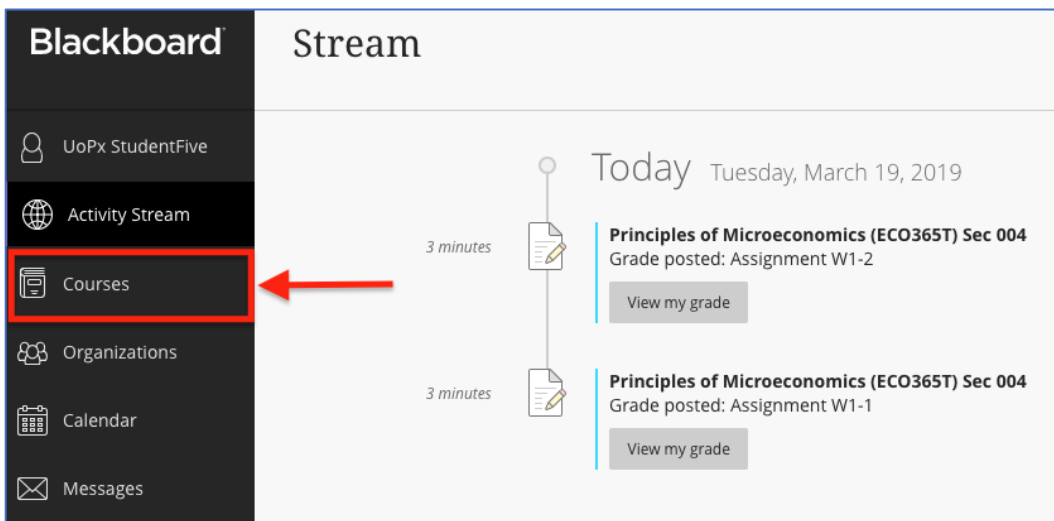 Blackboard
Stream
UoPx StudentFive
Activity Stream
Courses
Organizations
Calendar
Messages
Today Tuesday, March 19, 2019
3 minutes
Principles of Microeconomics (ECO365T) Sec 004
Grade posted: Assignment W1-2
View my grade
3 minutes
Principles of Microeconomics (ECO365T) Sec 004
Grade posted: Assignment W1-1
View my grade